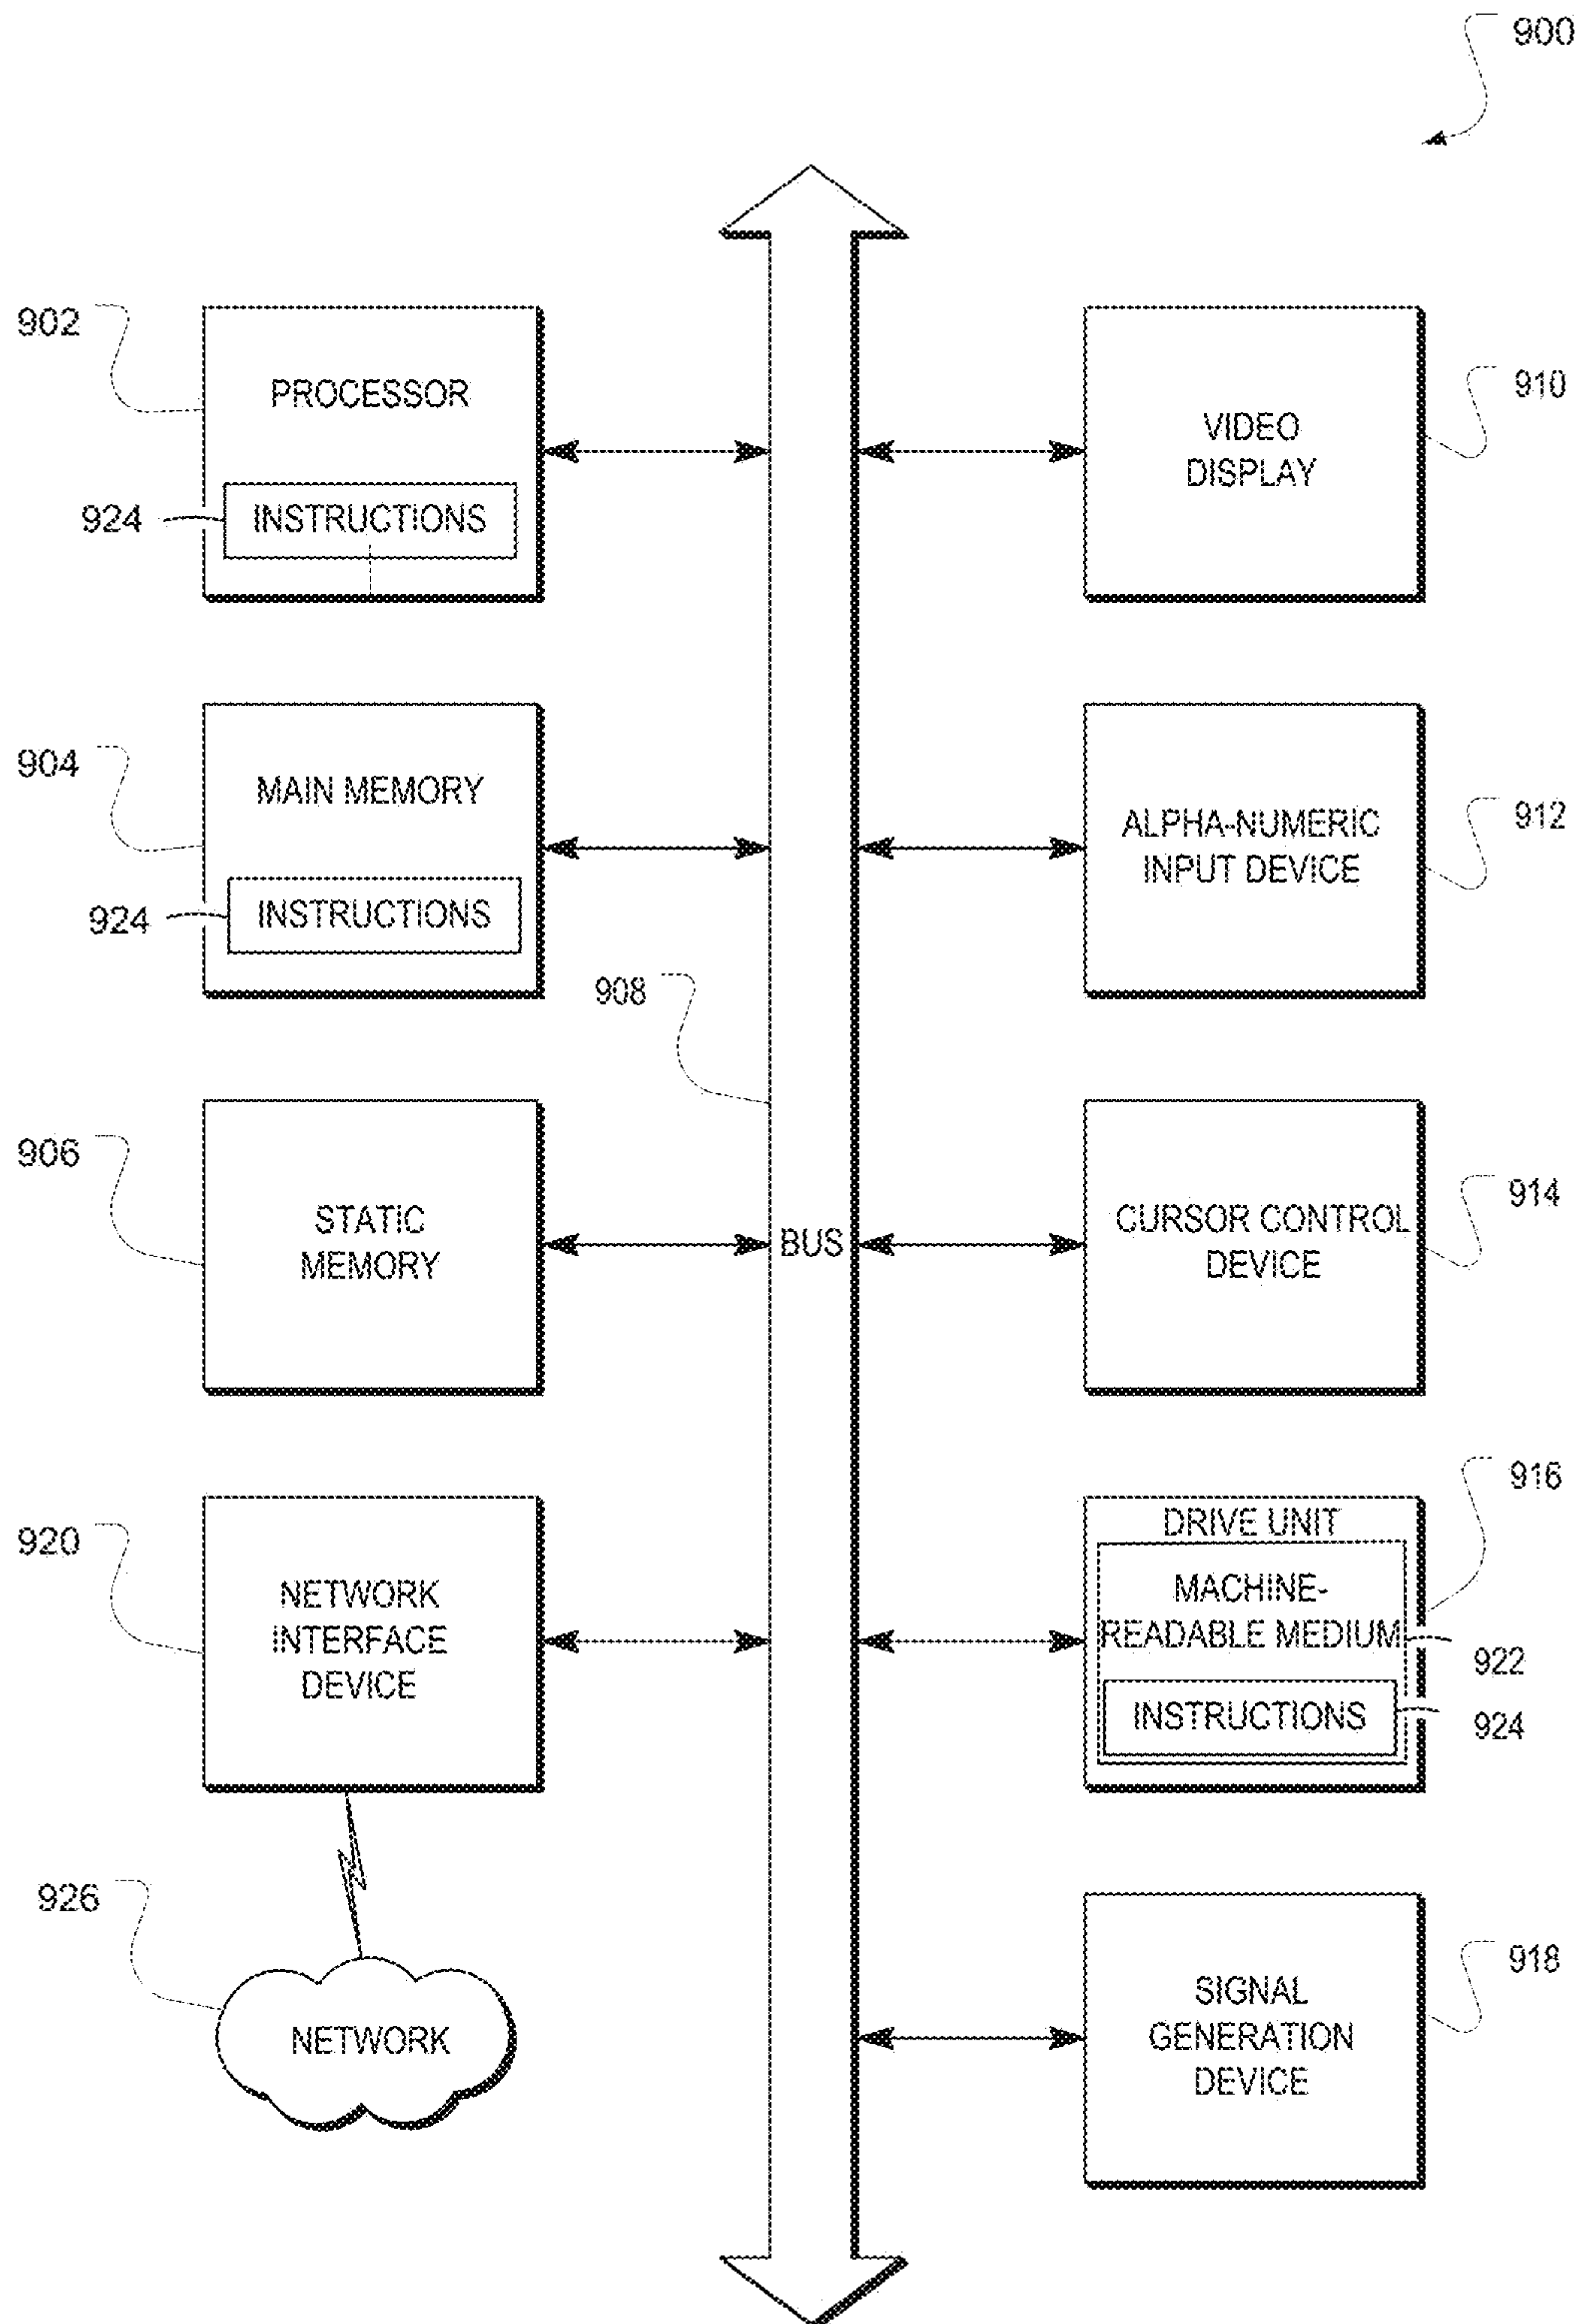 900
902
PROCESSOR
924
INSTRUCTIONS
910
VIDEO
DISPLAY
904
MAIN MEMORY
924
INSTRUCTIONS
912
ALPHA-NUMERIC
INPUT DEVICE
908
BUS
906
STATIC
MEMORY
914
CURSOR CONTROL
DEVICE
920
NETWORK
INTERFACE
DEVICE
916
DRIVE UNIT
MACHINE-
READABLE MEDIUM
922
INSTRUCTIONS
924
926
NETWORK
918
SIGNAL
GENERATION
DEVICE